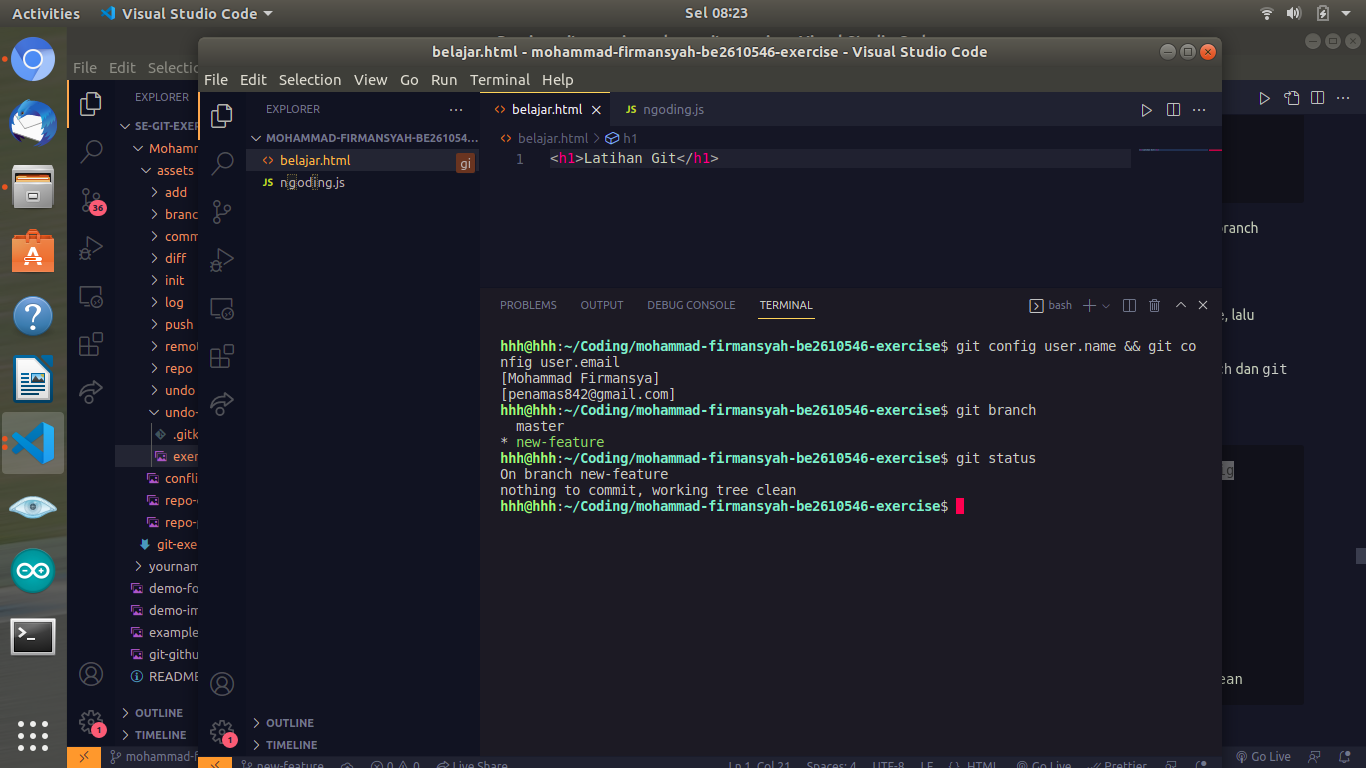 Activities Visual Studio Code Sel 08:23
belajar.html - mohammad-firmansyah-be2610546-exercise - Visual Studio Code
File Edit Selectio
File Edit Selection View Go Run Terminal Help
EXPLORER
SE-GIT-EXER
Mohamm
assets
add
branc
comm
diff
init
log
push
remot
repo
undo
undo-
.gitk
exer
confli
repo-
repo-p
git-exe
yournam
demo-fo
demo-im
example
git-githu
README
OUTLINE
TIMELINE
36
1
mohammad-f
EXPLORER
MOHAMMAD-FIRMANSYAH-BE261054...
belajar.html gi
ngoding.js
OUTLINE
TIMELINE
1
belajar.html ngoding.js
belajar.html > h1
1 <h1>Latihan Git</h1>
PROBLEMS OUTPUT DEBUG CONSOLE TERMINAL bash
hhh@hhh:~/Coding/mohammad-firmansyah-be2610546-exercise$ git config user.name && git co
nfig user.email
[Mohammad Firmansya]
[penamas842@gmail.com]
hhh@hhh:~/Coding/mohammad-firmansyah-be2610546-exercise$ git branch
master
* new-feature
hhh@hhh:~/Coding/mohammad-firmansyah-be2610546-exercise$ git status
On branch new-feature
nothing to commit, working tree clean
hhh@hhh:~/Coding/mohammad-firmansyah-be2610546-exercise$
ranch
e, lalu
h dan git
g
ean
new-feature 0 0 Live Share Ln 1, Col 21 Spaces: 4 UTF-8 LF HTML Go Live Prettier
Go Live